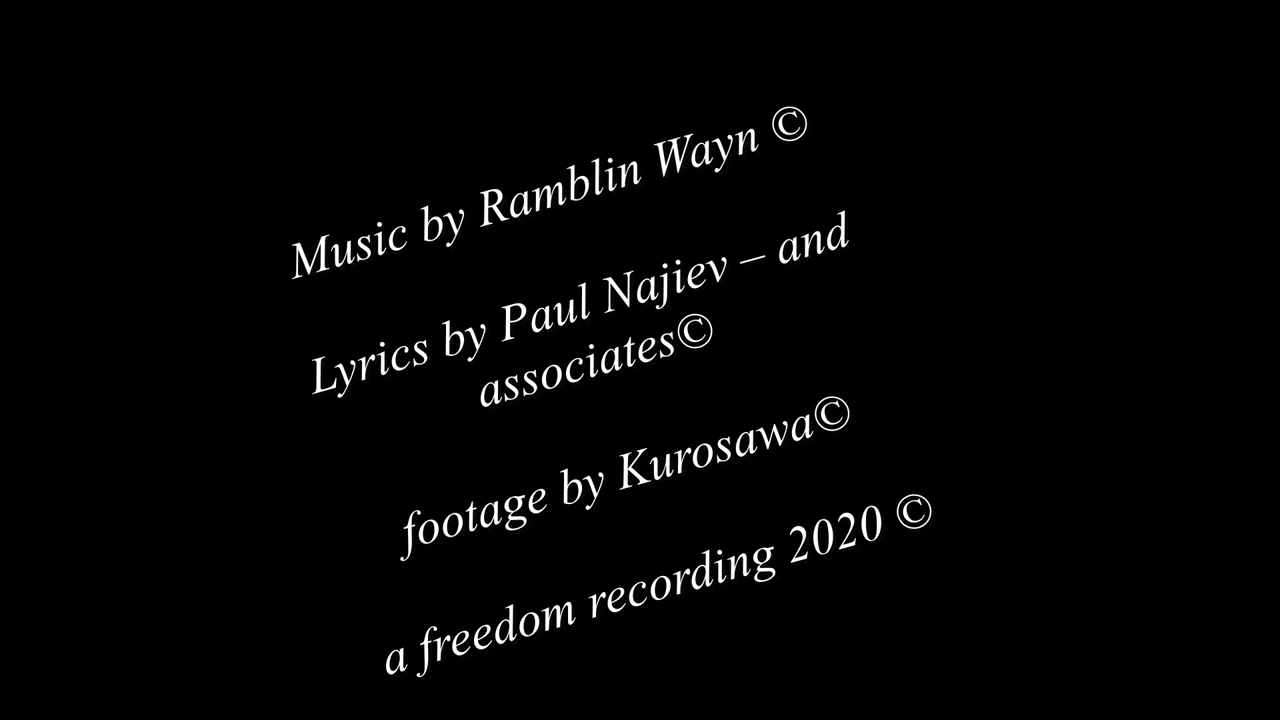 Music by Ramblin Wayn ©
Lyrics by Paul Najiev – and
associates©
footage by Kurosawa©
a freedom recording 2020 ©